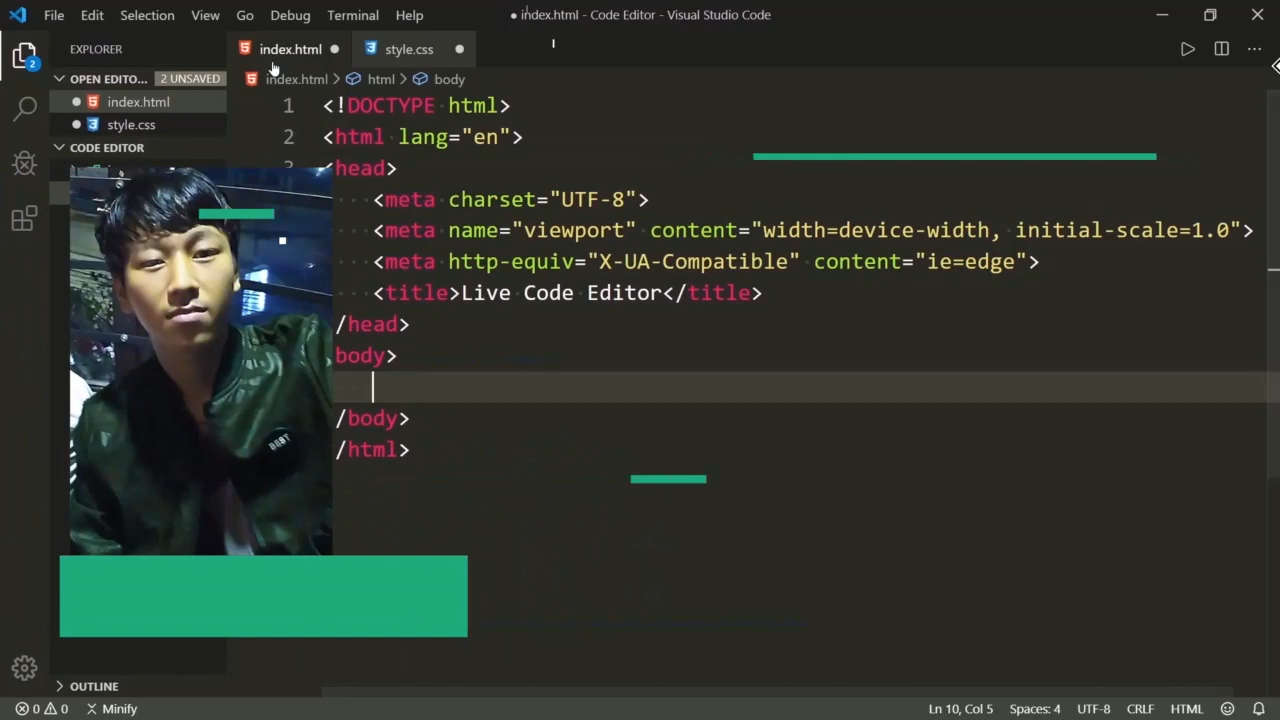 File Edit Selection View Go Debug Terminal Help ● index.html - Code Editor - Visual Studio Code
EXPLORER
index.html ● style.css ●
OPEN EDITO... 2 UNSAVED
index.html > html > body
● index.html
● style.css
CODE EDITOR
OUTLINE
1 <!DOCTYPE html>
2 <html lang="en">
head>
<meta charset="UTF-8">
<meta name="viewport" content="width=device-width, initial-scale=1.0">
<meta http-equiv="X-UA-Compatible" content="ie=edge">
<title>Live Code Editor</title>
/head>
body>
/body>
/html>
BEST
2
0 0 Minify Ln 10, Col 5 Spaces: 4 UTF-8 CRLF HTML